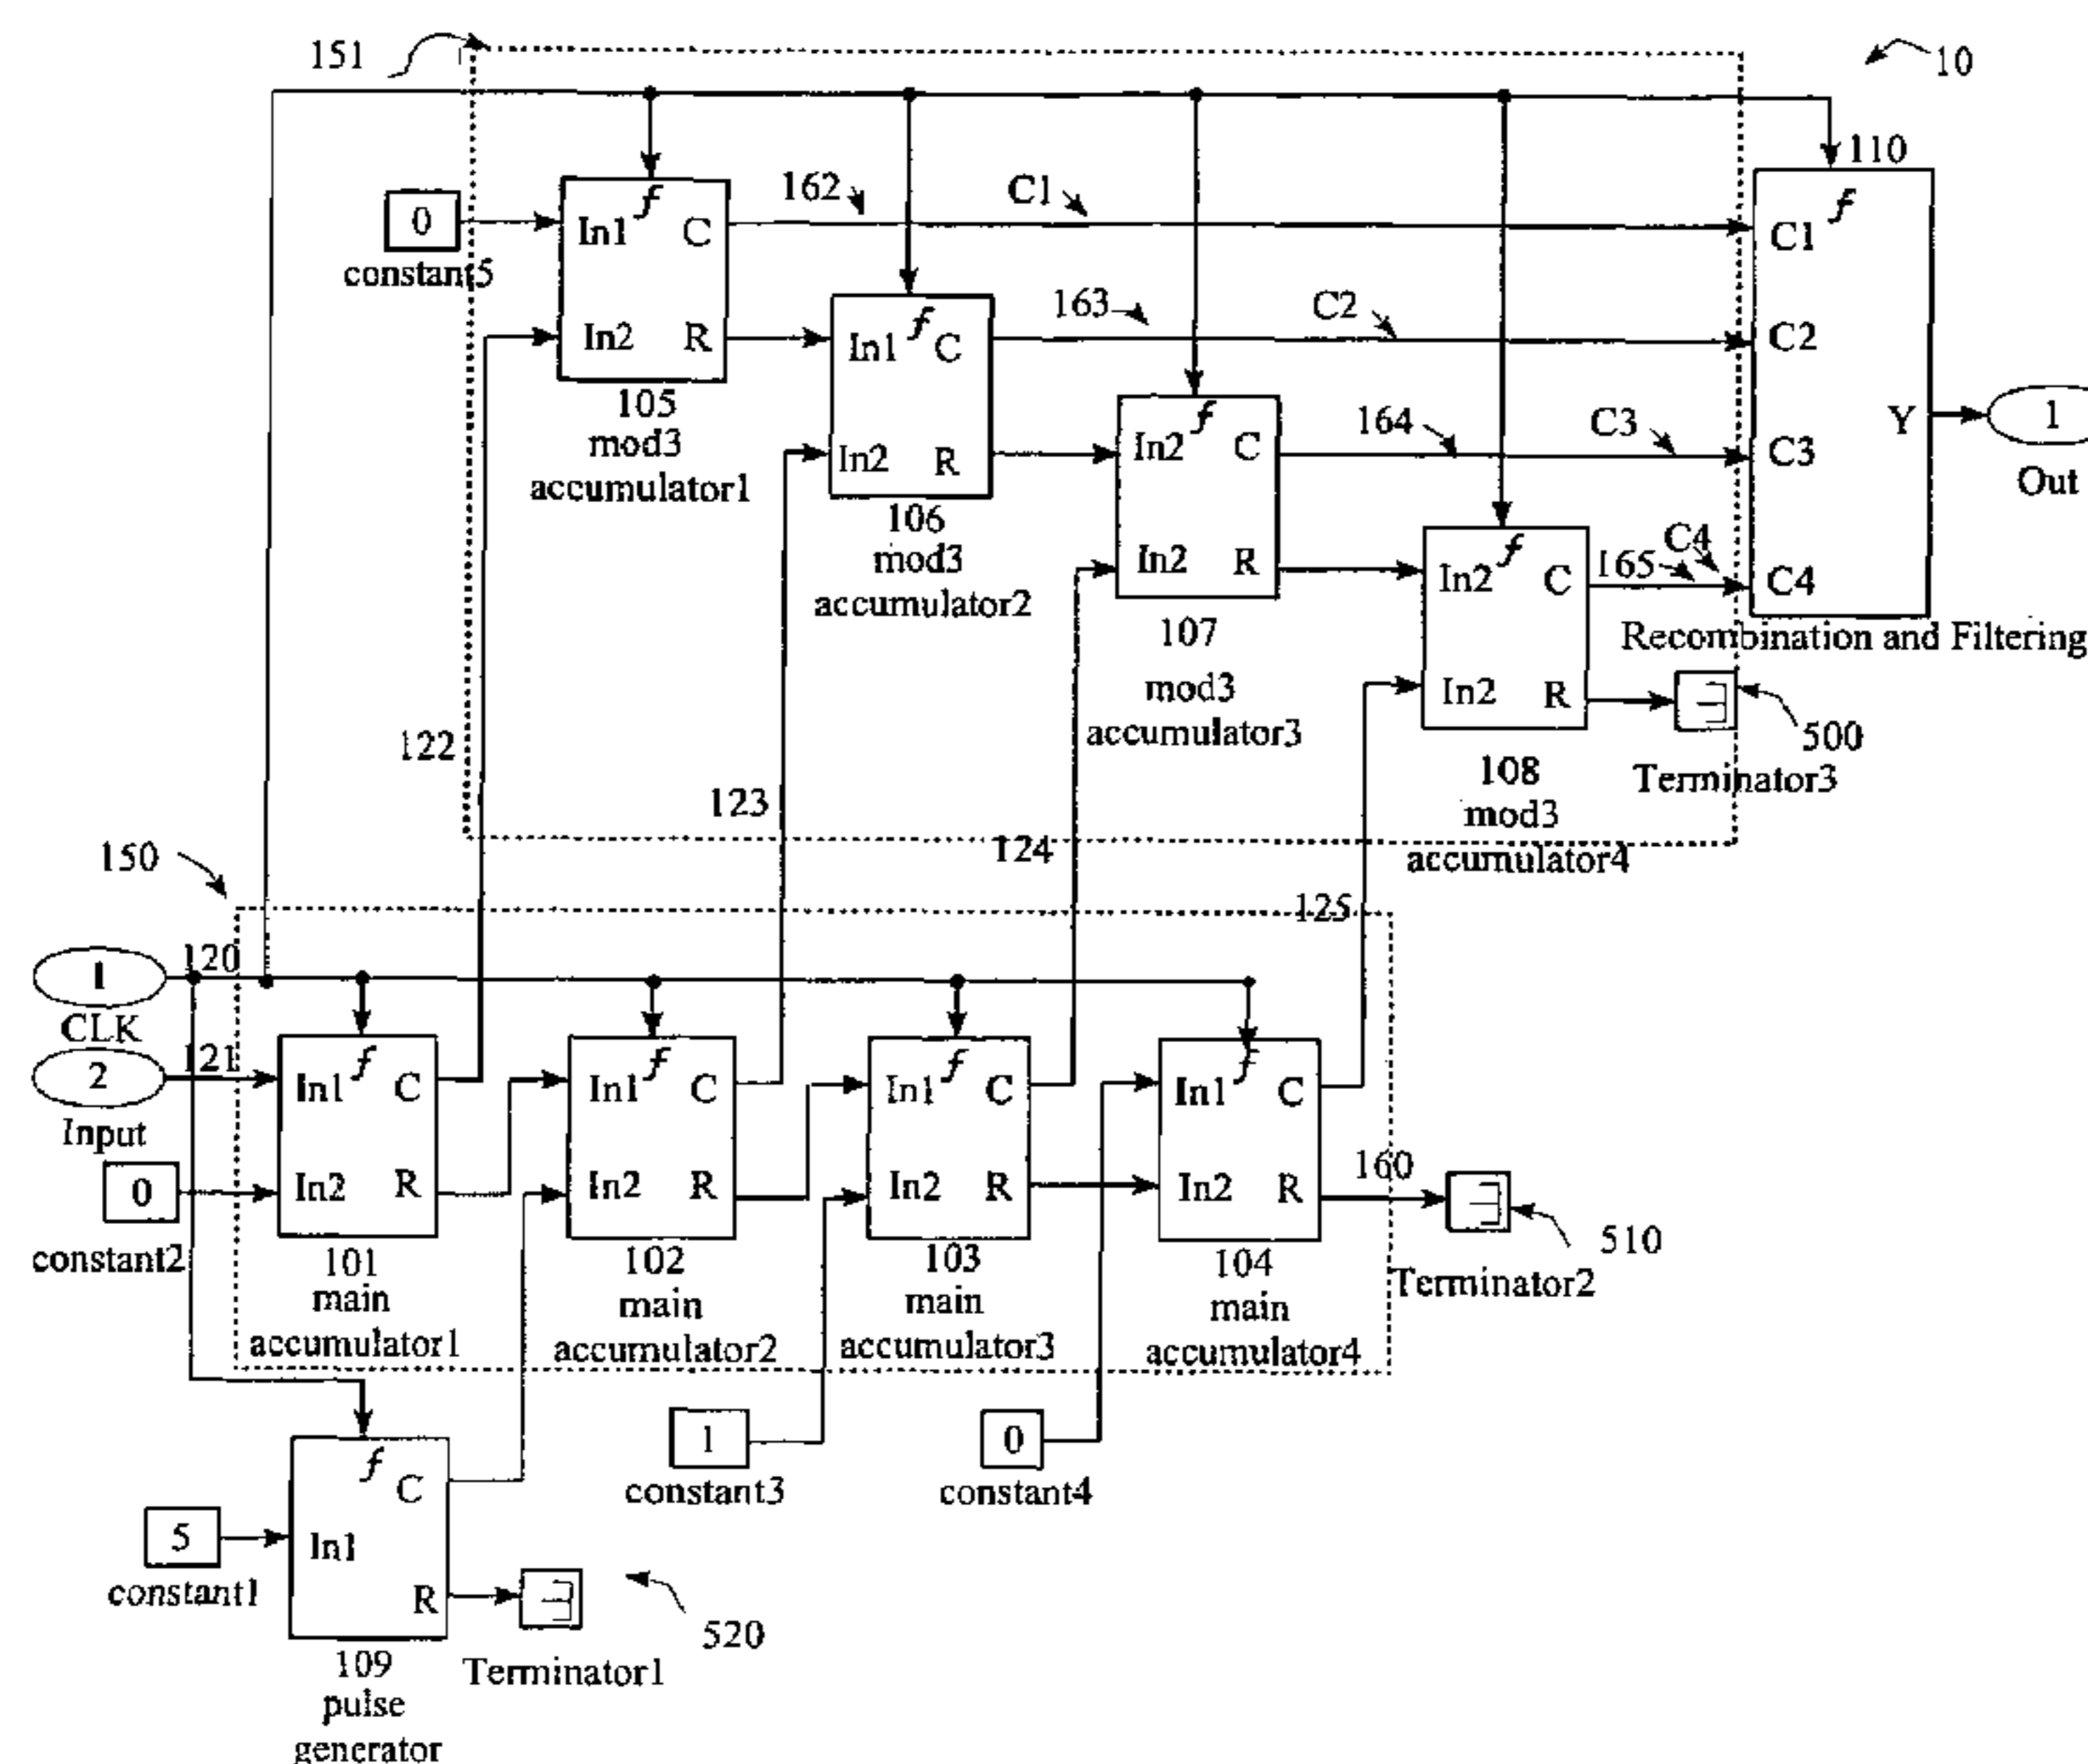 151
10
110
f
0
constant5
In1 f C
In2 R
105
mod3
accumulator1
162
C1
C1
In1 f C
In2 R
106
mod3
accumulator2
163
C2
C2
In2 f C
In2 R
107
mod3
accumulator3
164
C3
C3
Y
1
Out
In2 f C
In2 R
108
mod3
accumulator4
165
C4
C4
Recombination and Filtering
500
Terminator3
122
123
124
125
150
1
CLK
120
2
Input
121
0
constant2
In1 f C
In2 R
101
main
accumulator1
In1 f C
In2 R
102
main
accumulator2
In1 f C
In2 R
103
main
accumulator3
In1 f C
In2 R
104
main
accumulator4
160
510
Terminator2
1
constant3
0
constant4
5
constant1
f C
In1
R
109
pulse
generator
520
Terminator1